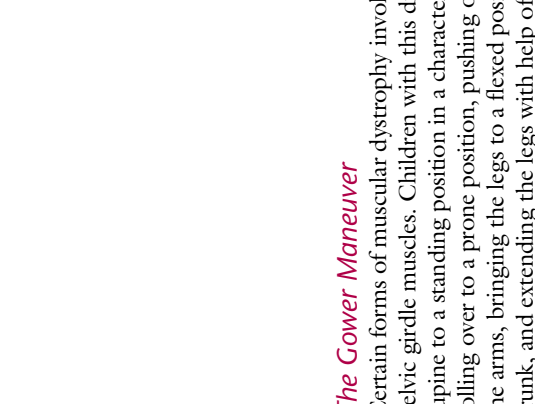 he Gower Maneuver
ertain forms of muscular dystrophy invol
elvic girdle muscles. Children with this d
upine to a standing position in a characte
olling over to a prone position, pushing o
he arms, bringing the legs to a flexed pos
runk, and extending the legs with help of